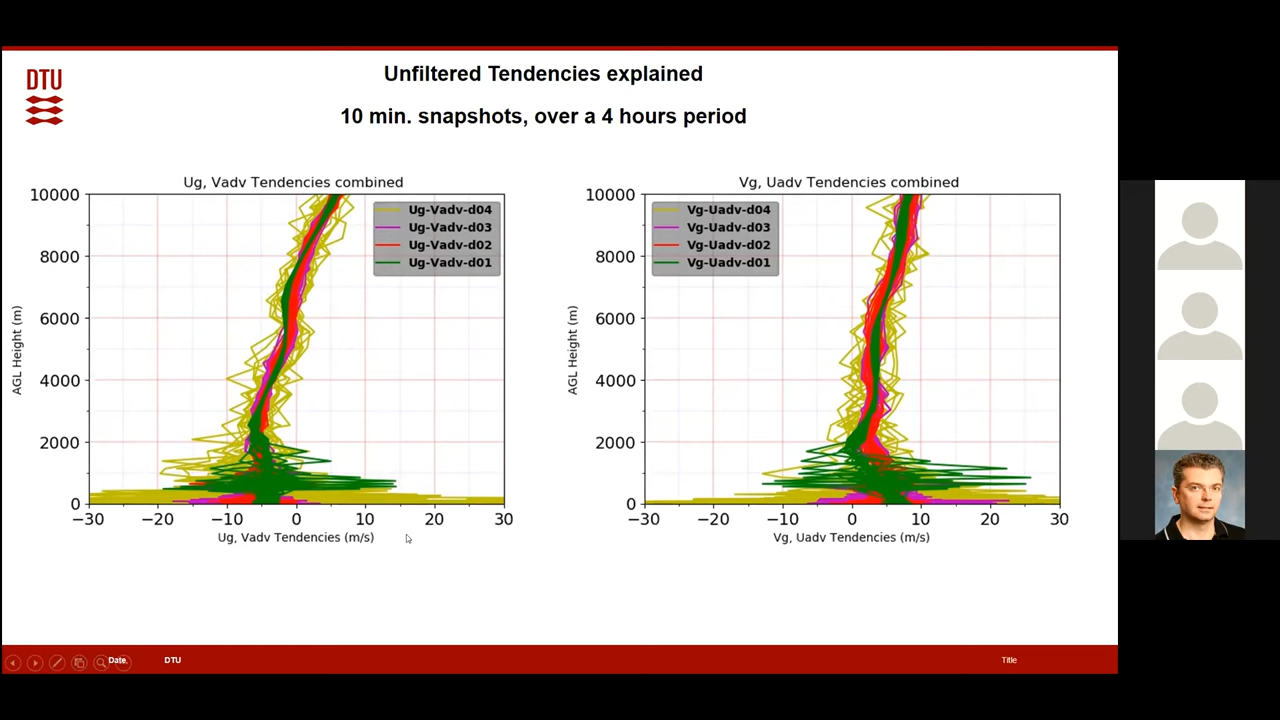 DTU
Unfiltered Tendencies explained
10 min. snapshots, over a 4 hours period
Ug, Vadv Tendencies combined
10000
8000
6000
4000
2000
0
AGL Height (m)
Ug-Vadv-d04
Ug-Vadv-d03
Ug-Vadv-d02
Ug-Vadv-d01
−30 −20 −10 0 10 20 30
Ug, Vadv Tendencies (m/s)
Vg, Uadv Tendencies combined
10000
8000
6000
4000
2000
0
AGL Height (m)
Vg-Uadv-d04
Vg-Uadv-d03
Vg-Uadv-d02
Vg-Uadv-d01
−30 −20 −10 0 10 20 30
Vg, Uadv Tendencies (m/s)
Date. DTU Title